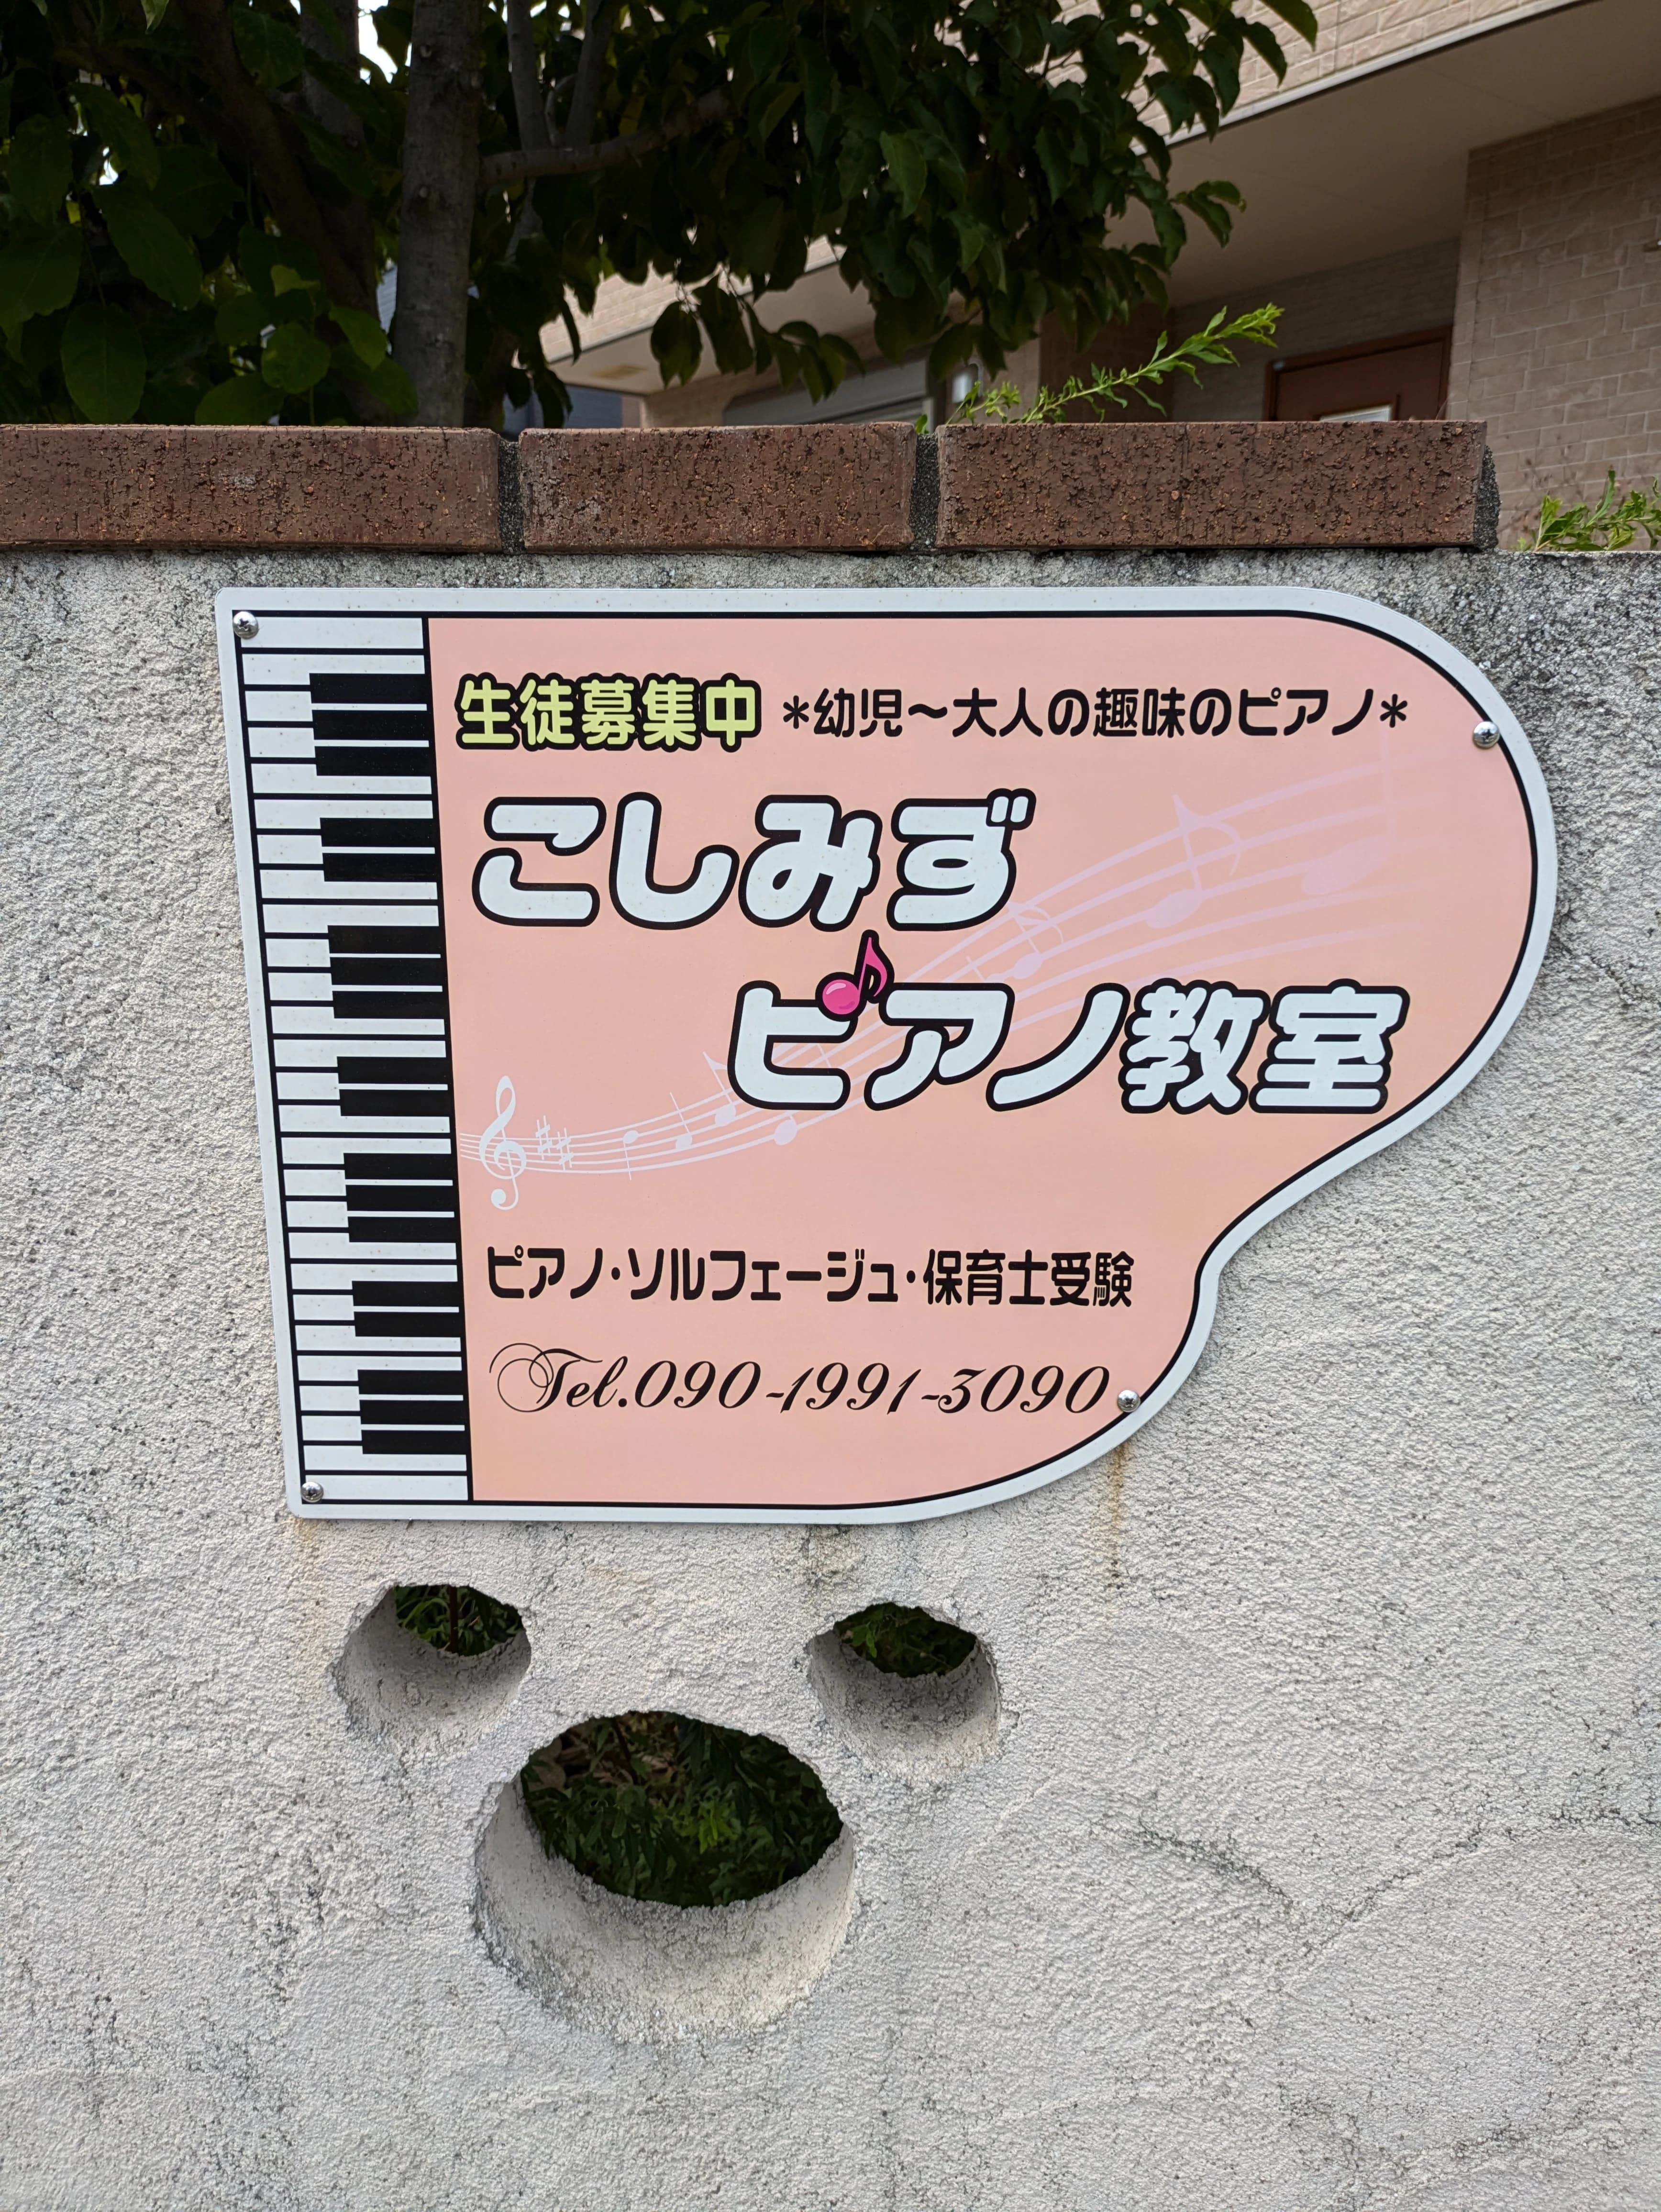 生徒募集中 *幼児～大人の趣味のピアノ*
こしみず
ピアノ教室
ピアノ・ソルフェージュ・保育士受験
Tel.090-1991-3090